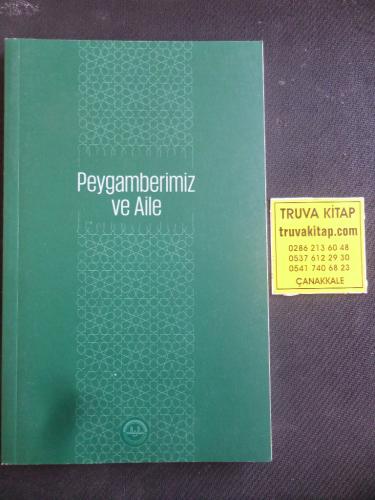 Peygamberimiz
ve Aile
TRUVA KİTAP
truvakitap.com
0286 213 60 48
0537 612 29 30
0541 740 68 23
ÇANAKKALE